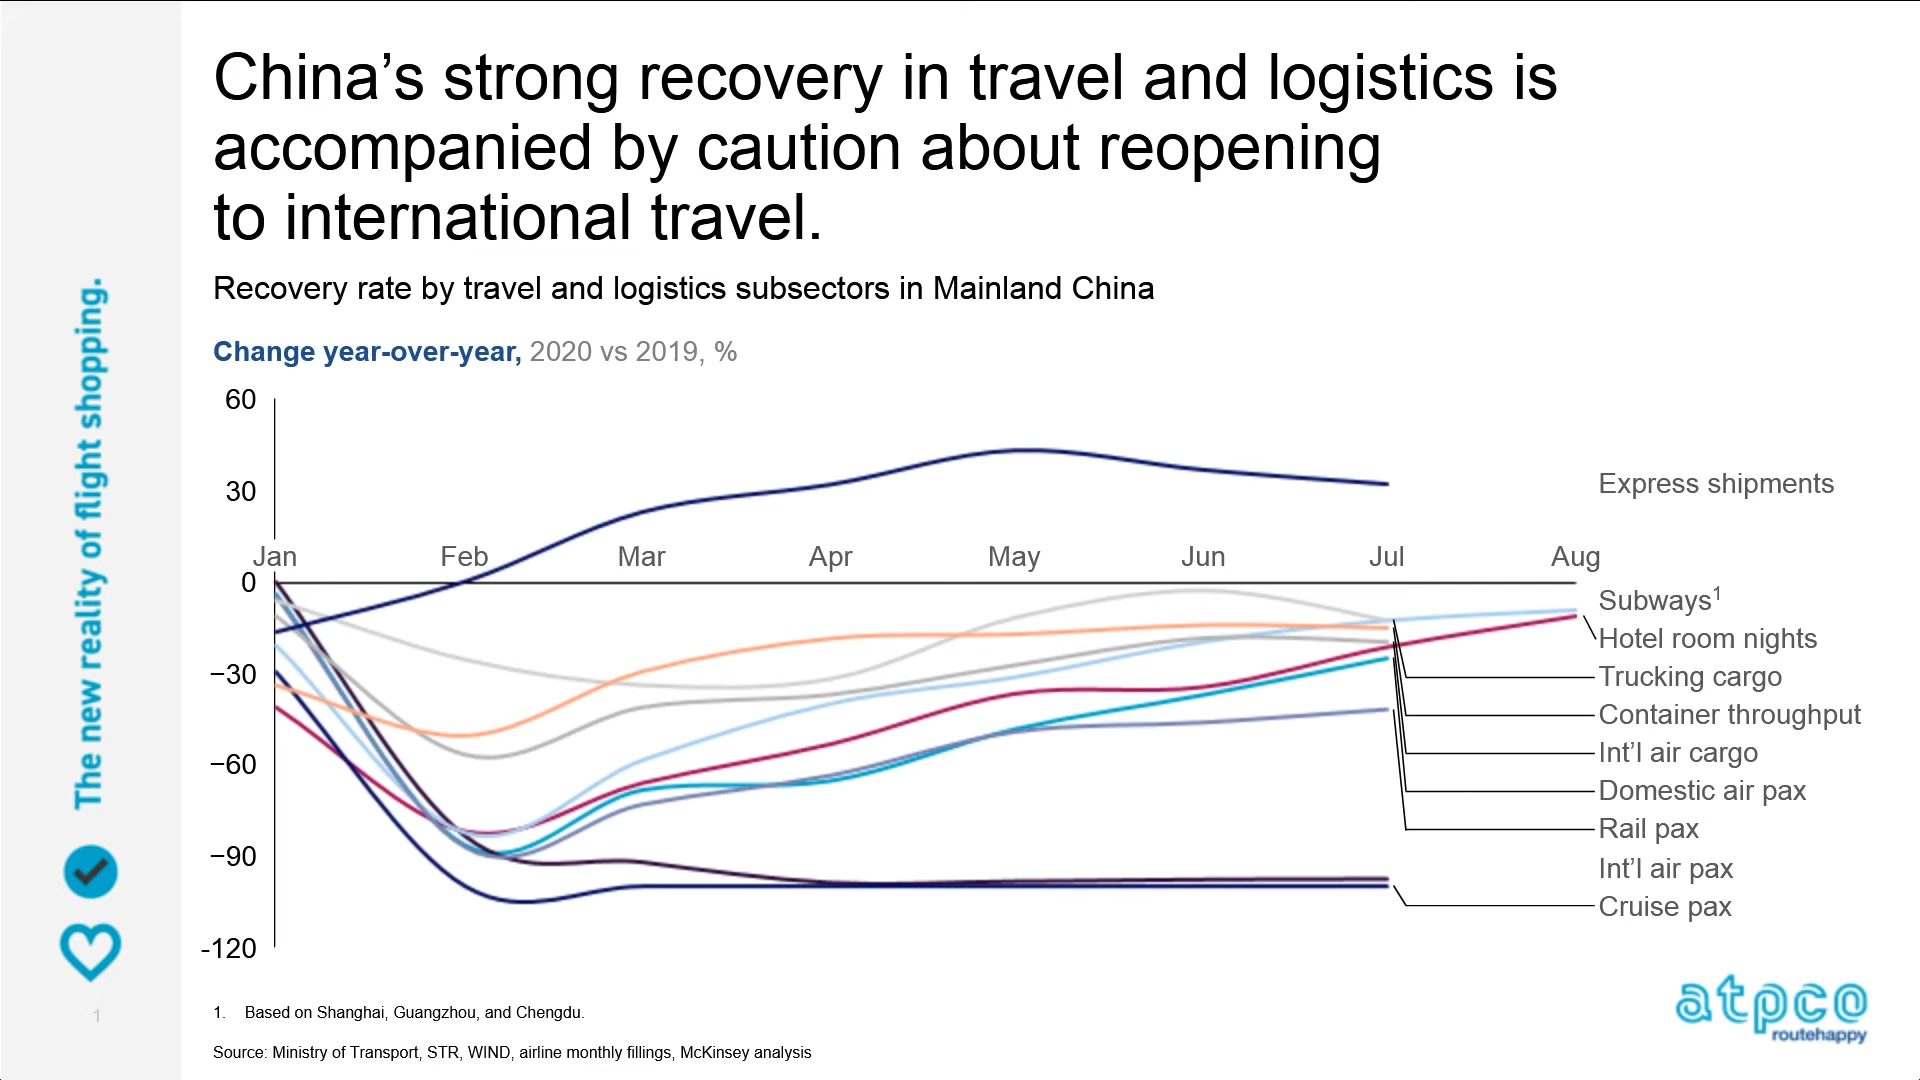 China’s strong recovery in travel and logistics is
accompanied by caution about reopening
to international travel.
Recovery rate by travel and logistics subsectors in Mainland China
Change year-over-year, 2020 vs 2019, %
60
30
Jan Feb Mar Apr May Jun Jul Aug
0
−30
−60
−90
-120
Express shipments
Subways1
Hotel room nights
Trucking cargo
Container throughput
Int’l air cargo
Domestic air pax
Rail pax
Int’l air pax
Cruise pax
1. Based on Shanghai, Guangzhou, and Chengdu.
Source: Ministry of Transport, STR, WIND, airline monthly fillings, McKinsey analysis
The new reality of flight shopping.
1
atpco
routehappy